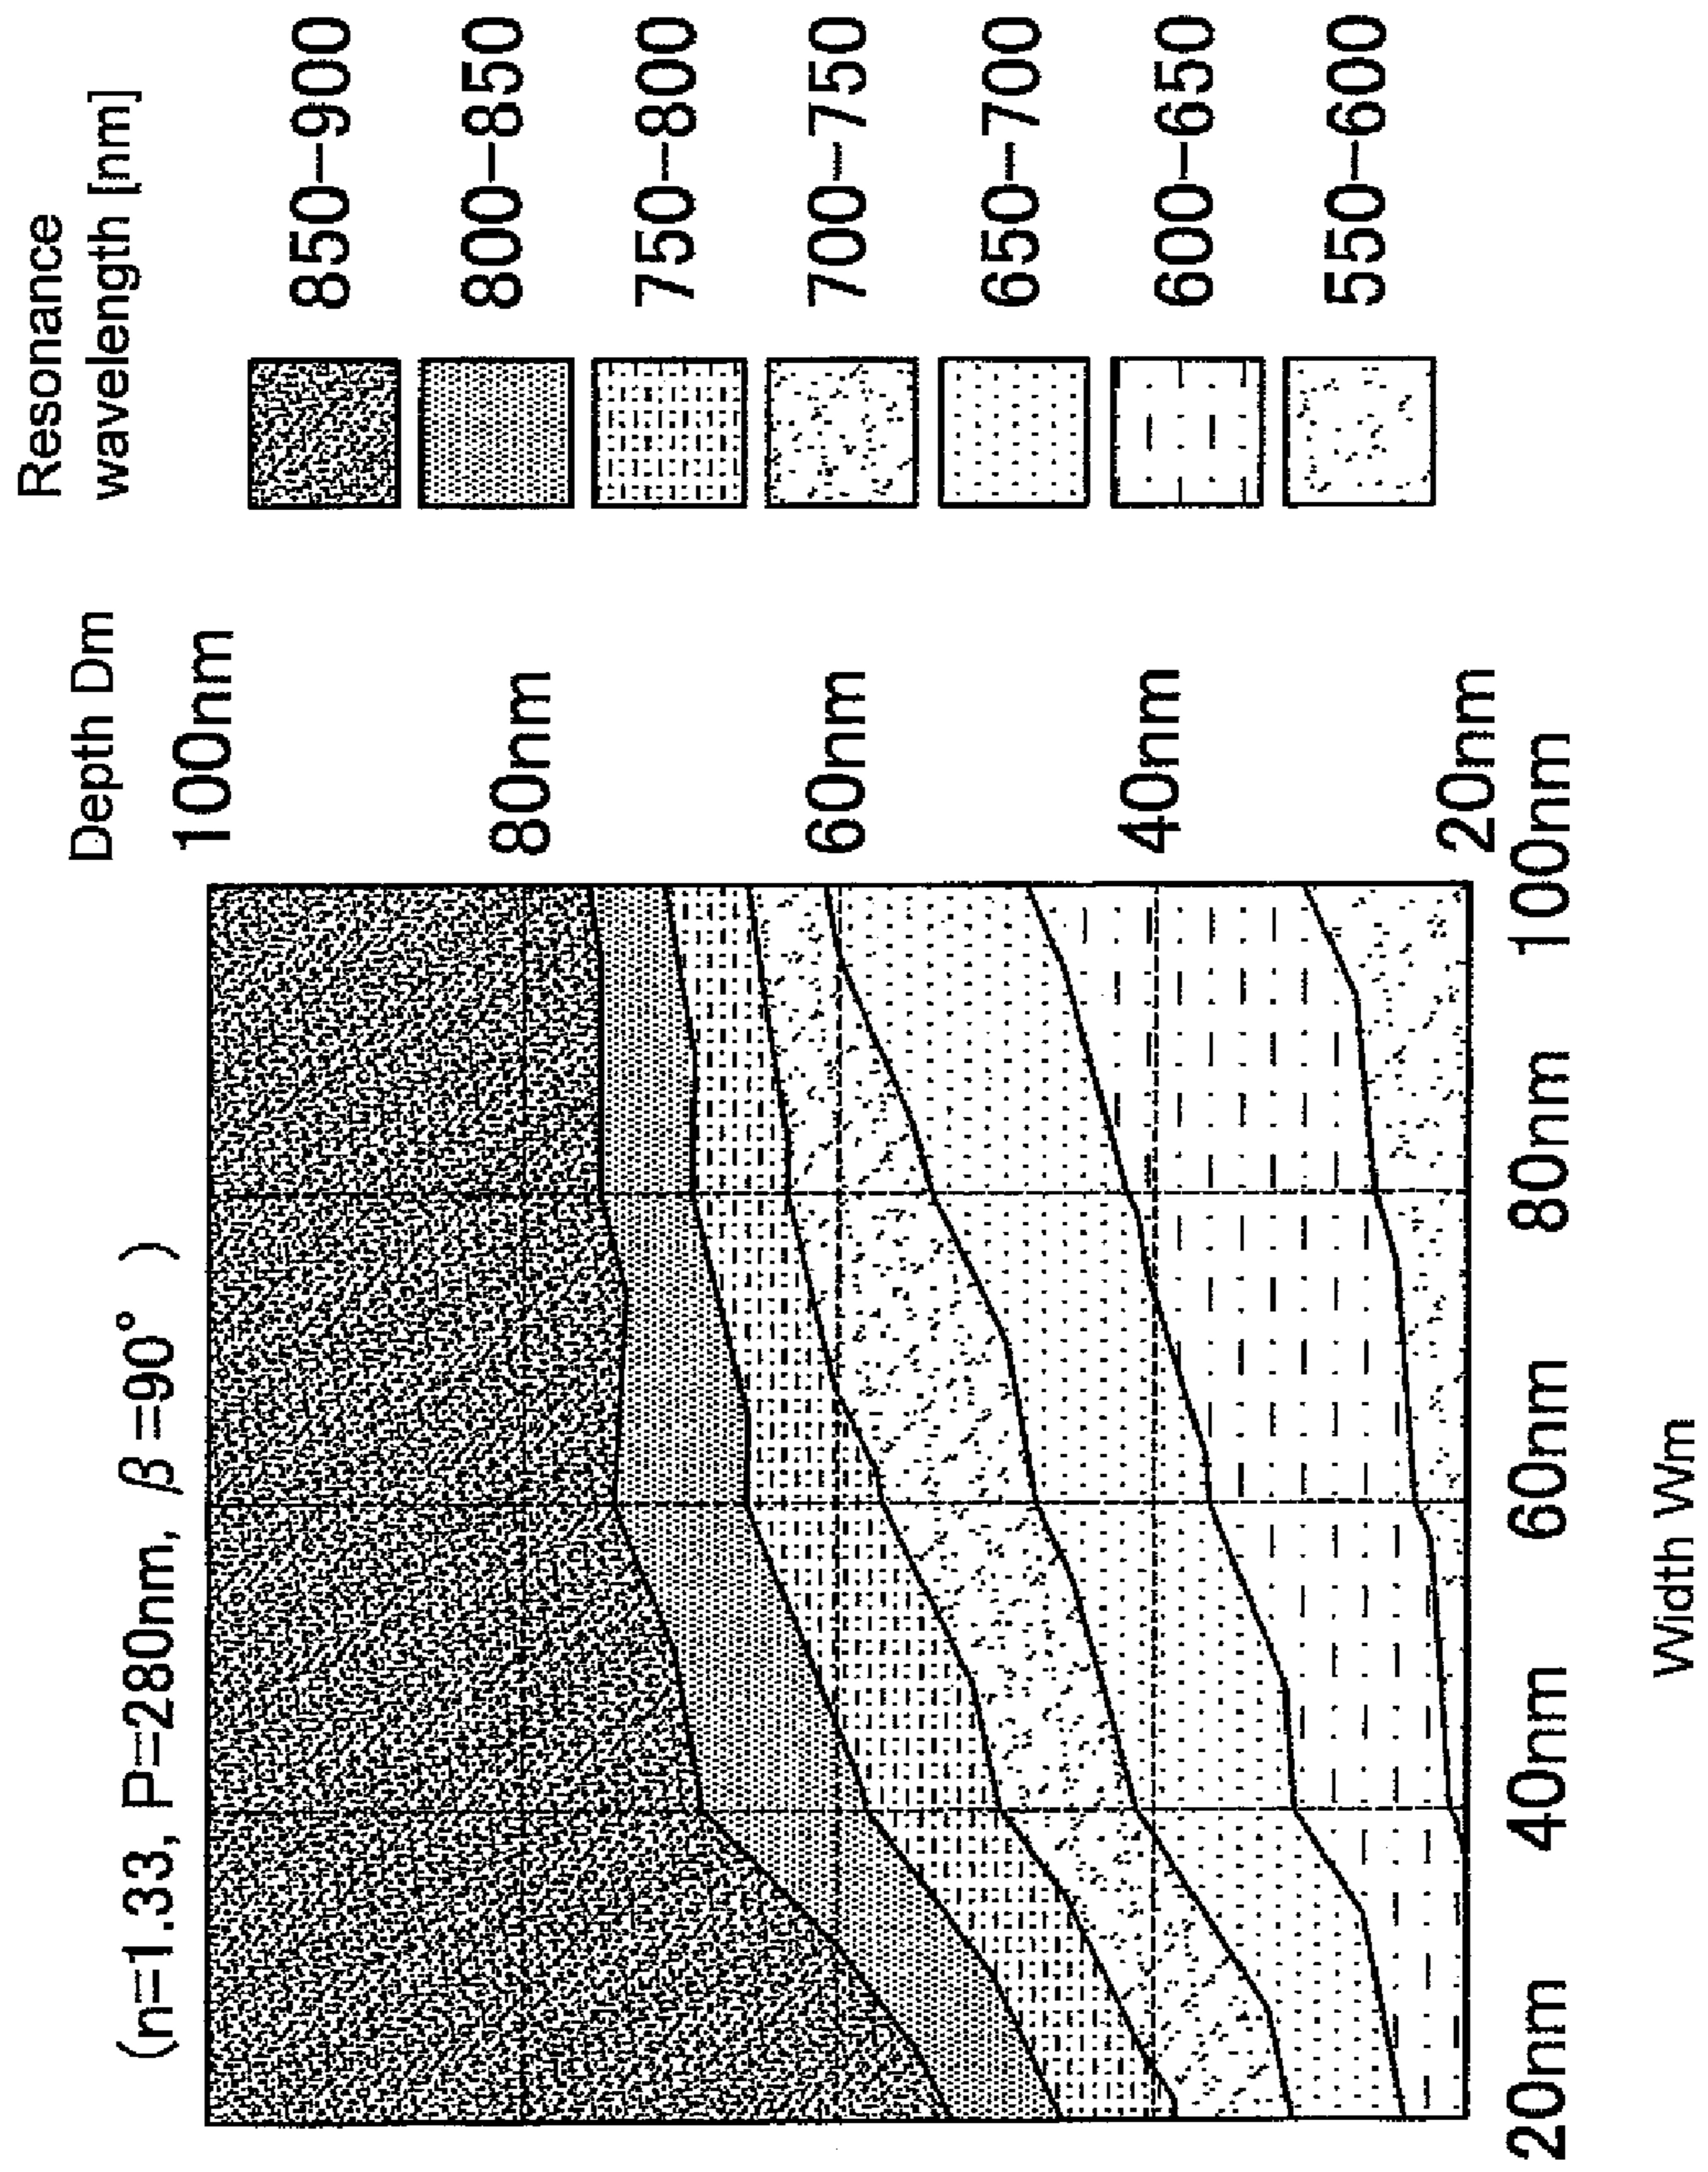 (n=1.33, P=280nm, β=90° )
Depth Dm
100nm
80nm
60nm
40nm
20nm
20nm 40nm 60nm 80nm 100nm
Width Wm
Resonance
wavelength [nm]
850-900
800-850
750-800
700-750
650-700
600-650
550-600